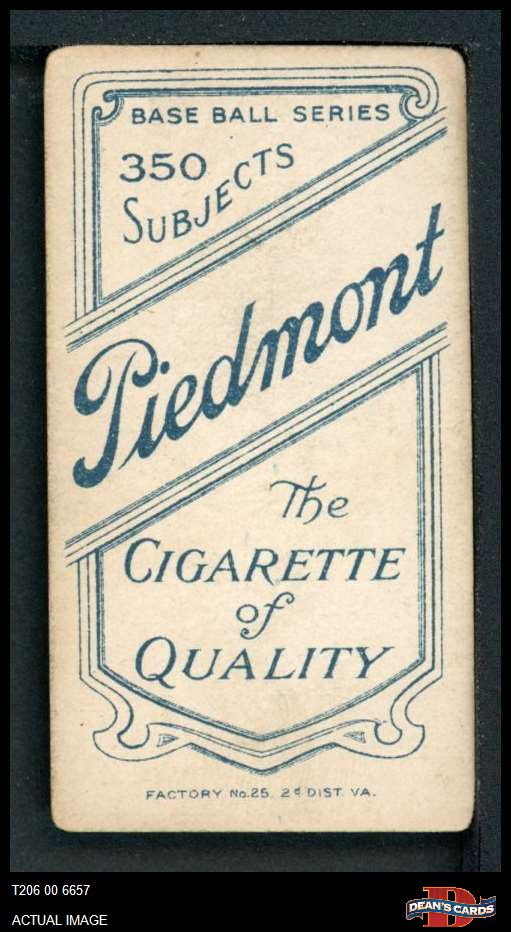 BASE BALL SERIES
350
SUBJECTS
Piedmont
The
CIGARETTE
of
QUALITY
FACTORY No.25. 2d DIST. VA.
T206 00 6657
ACTUAL IMAGE
DEAN'S CARDS